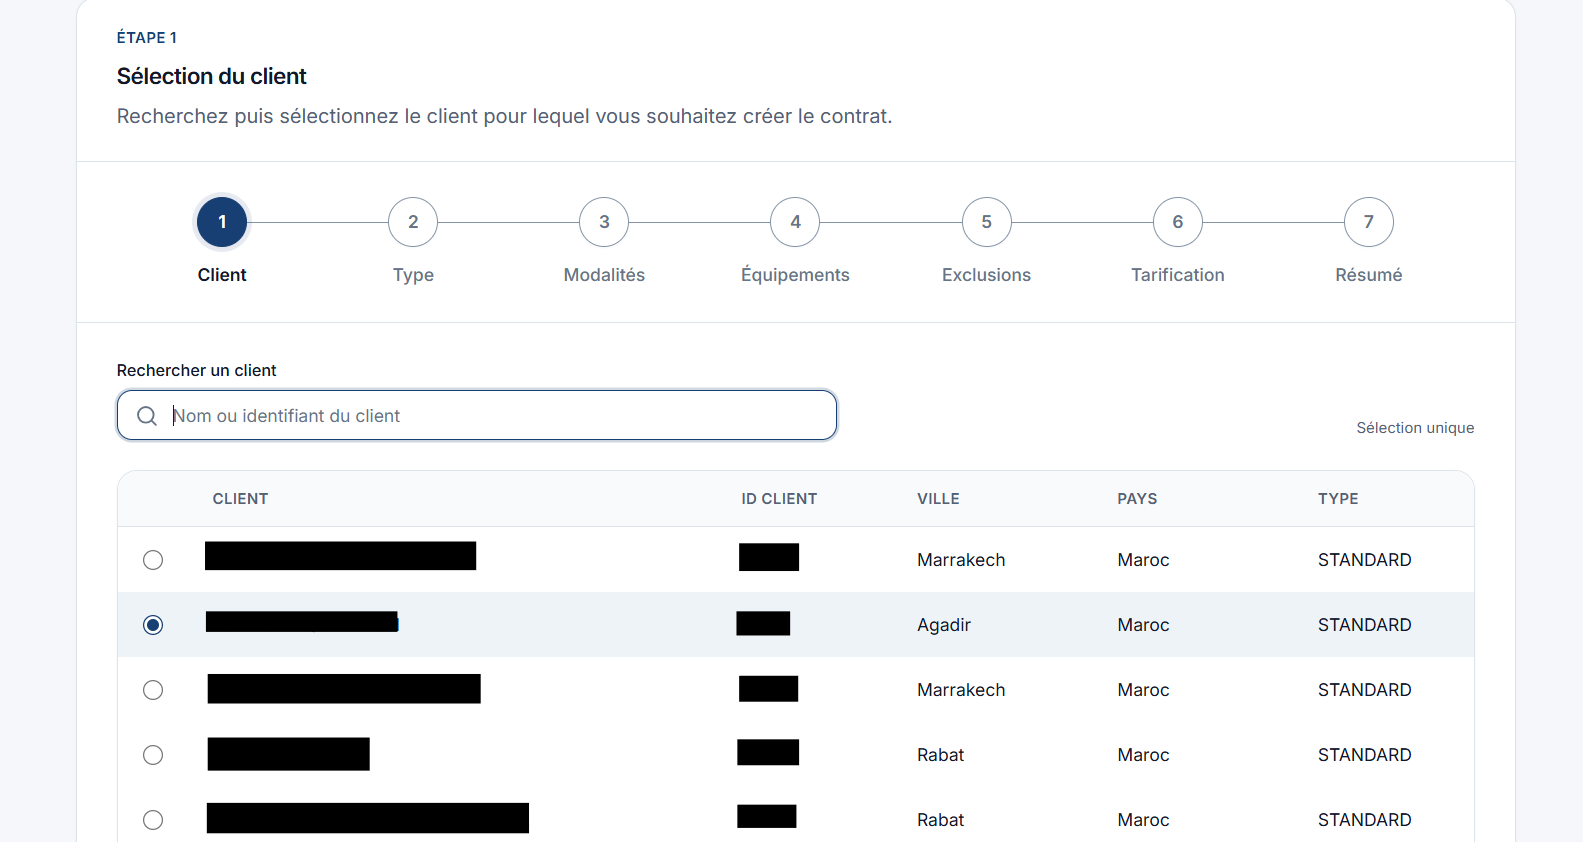 ÉTAPE 1
Sélection du client
Recherchez puis sélectionnez le client pour lequel vous souhaitez créer le contrat.
1 2 3 4 5 6 7
Client Type Modalités Équipements Exclusions Tarification Résumé
Rechercher un client
Nom ou identifiant du client
Sélection unique
CLIENT ID CLIENT VILLE PAYS TYPE
Marrakech Maroc STANDARD
Agadir Maroc STANDARD
Marrakech Maroc STANDARD
Rabat Maroc STANDARD
Rabat Maroc STANDARD